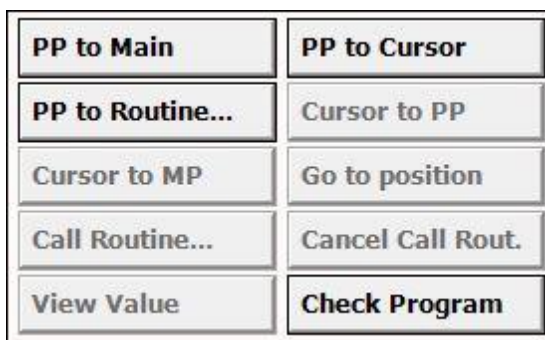 PP to Main
PP to Cursor
PP to Routine...
Cursor to PP
Cursor to MP
Go to position
Call Routine...
Cancel Call Rout.
View Value
Check Program